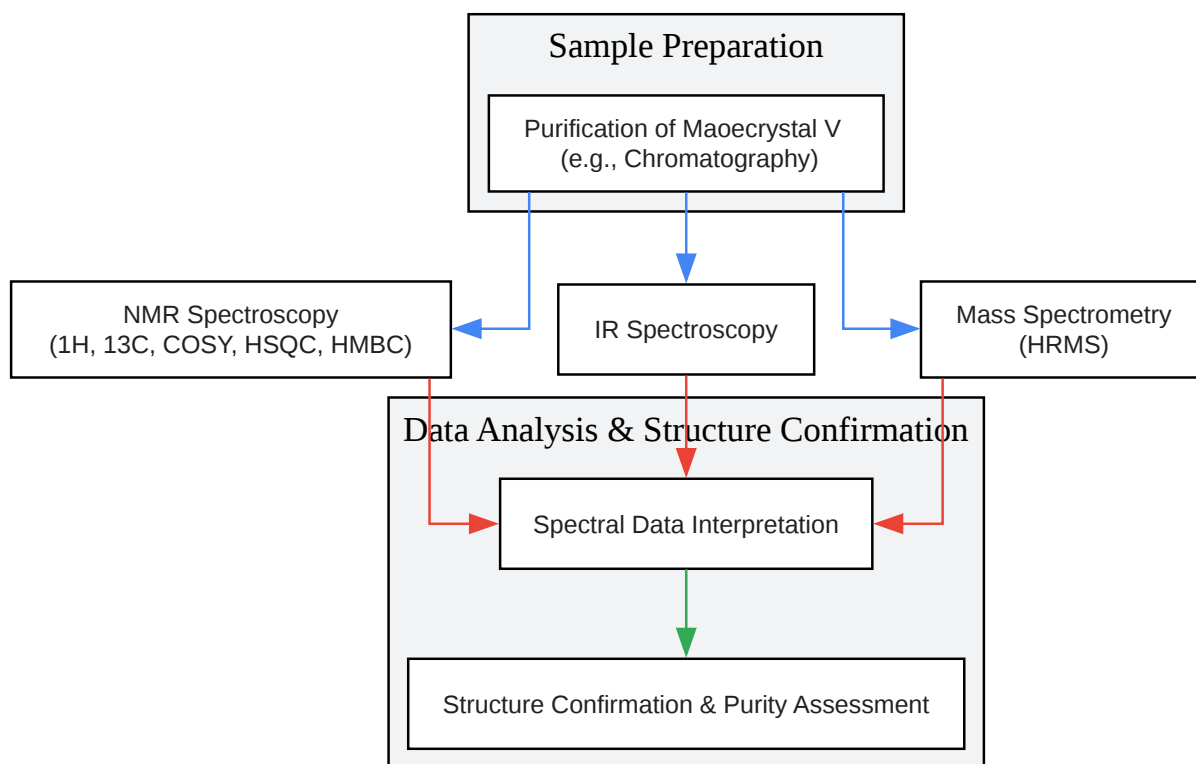 Sample Preparation
Purification of Maoecrystal V
(e.g., Chromatography)
NMR Spectroscopy
(1H, 13C, COSY, HSQC, HMBC)
IR Spectroscopy
Mass Spectrometry
(HRMS)
Data Analysis & Structure Confirmation
Spectral Data Interpretation
Structure Confirmation & Purity Assessment